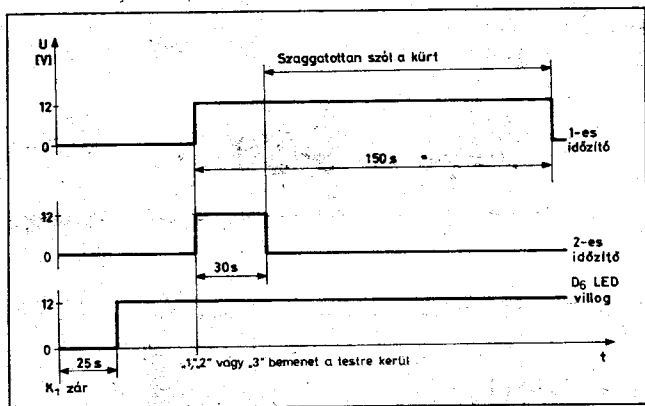 U
[V]
Szaggatottan szól a kürt
12
0
1-es
időzítő
150 s
12
0
2-es
időzítő
30 s
D6 LED
villog
12
0
25 s
„1”, „2” vagy „3” bemenet a testre kerül
t
K1 zár